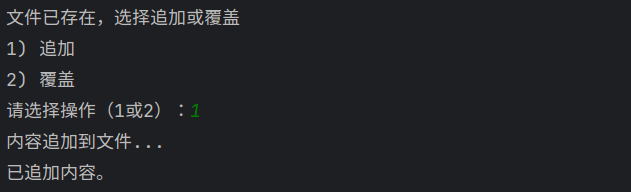 文件已存在，选择追加或覆盖
1) 追加
2) 覆盖
请选择操作（1或2）：1
内容追加到文件...
已追加内容。